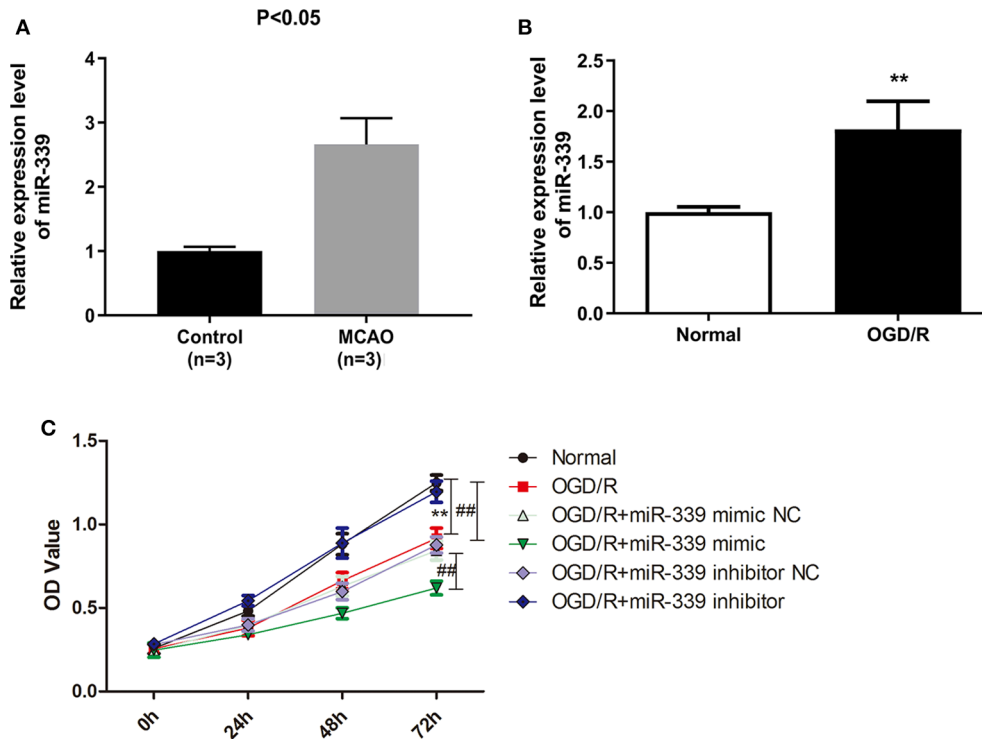 A
P<0.05
Relative expression level
of miR-339
4
3
2
1
0
Control
(n=3)
MCAO
(n=3)
B
Relative expression level
of miR-339
2.5
2.0
1.5
1.0
0.5
0.0
**
Normal
OGD/R
C
OD Value
1.5
1.0
0.5
0.0
0h
24h
48h
72h
**
##
##
Normal
OGD/R
OGD/R+miR-339 mimic NC
OGD/R+miR-339 mimic
OGD/R+miR-339 inhibitor NC
OGD/R+miR-339 inhibitor